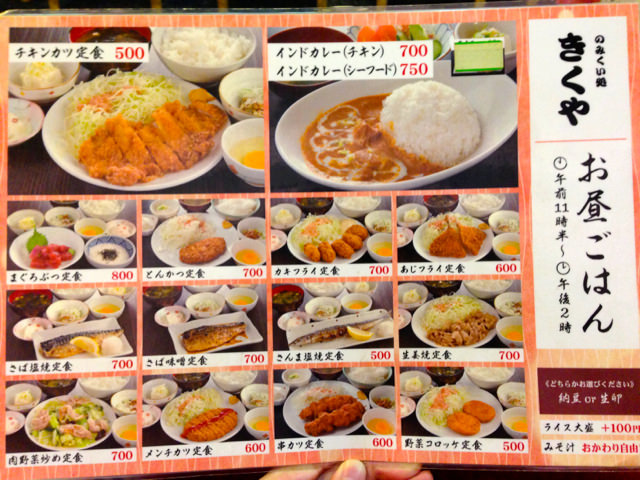 チキンカツ定食 500
インドカレー(チキン) 700
インドカレー(シーフード) 750
まぐろぶつ定食 800
とんかつ定食 700
カキフライ定食 700
あじフライ定食 600
さば塩焼定食 700
さば味噌定食 700
さんま塩焼定食 500
生姜焼定食 700
肉野菜炒め定食 700
メンチカツ定食 600
串カツ定食 600
野菜コロッケ定食 500
のみくい処
きくや
お昼ごはん
午前11時半~午後2時
《どちらかお選びください》
納豆 or 生卵
ライス大盛 +100円
みそ汁 おかわり自由